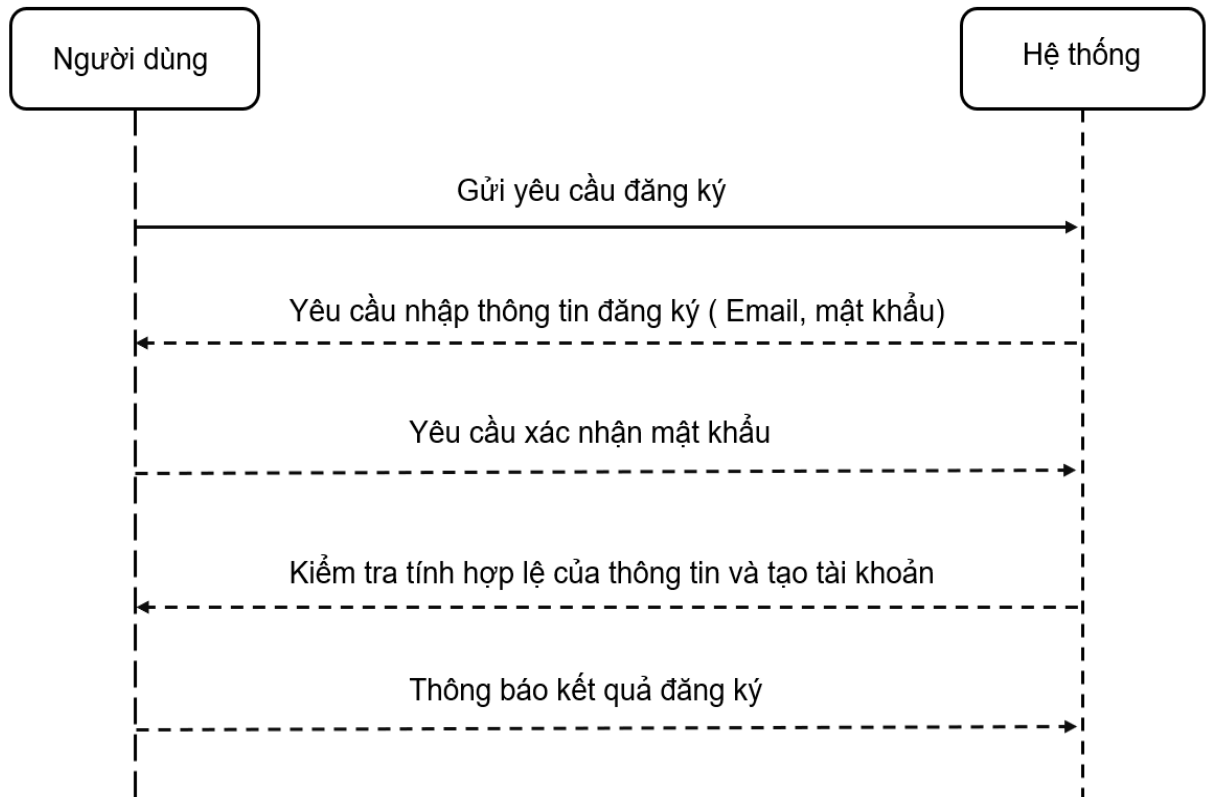 Người dùng
Hệ thống
Gửi yêu cầu đăng ký
Yêu cầu nhập thông tin đăng ký ( Email, mật khẩu)
Yêu cầu xác nhận mật khẩu
Kiểm tra tính hợp lệ của thông tin và tạo tài khoản
Thông báo kết quả đăng ký